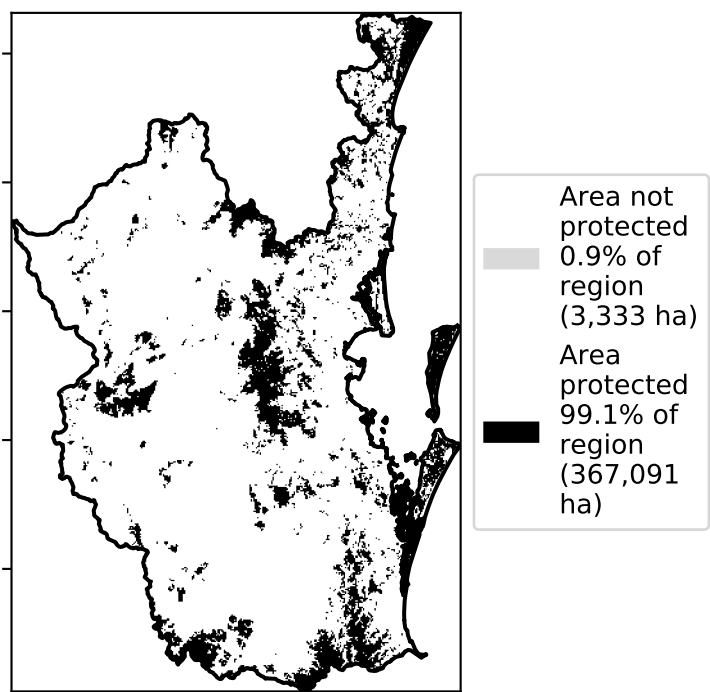 Area not
protected
0.9% of
region
(3,333 ha)
Area
protected
99.1% of
region
(367,091
ha)